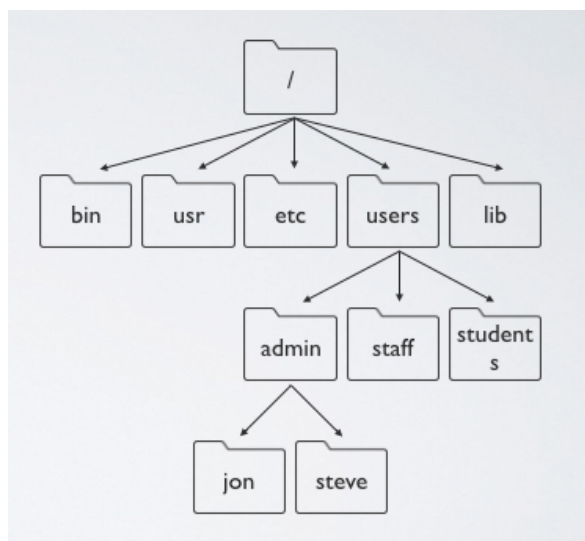 /
bin
usr
etc
users
lib
admin
staff
student
s
jon
steve